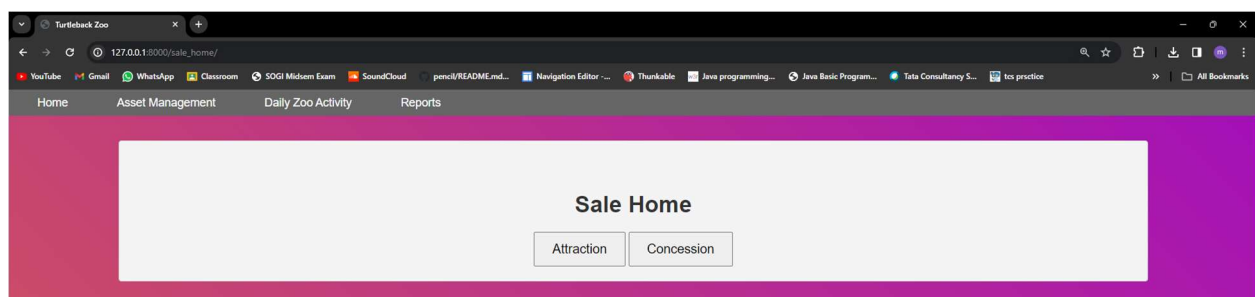 Turtleback Zoo
127.0.0.1:8000/sale_home/
YouTube Gmail WhatsApp Classroom SOGI Midsem Exam SoundCloud pencil/README.md... Navigation Editor -... Thunkable Java programming... Java Basic Program... Tata Consultancy S... tcs prsctice » All Bookmarks
Home Asset Management Daily Zoo Activity Reports
Sale Home
Attraction Concession